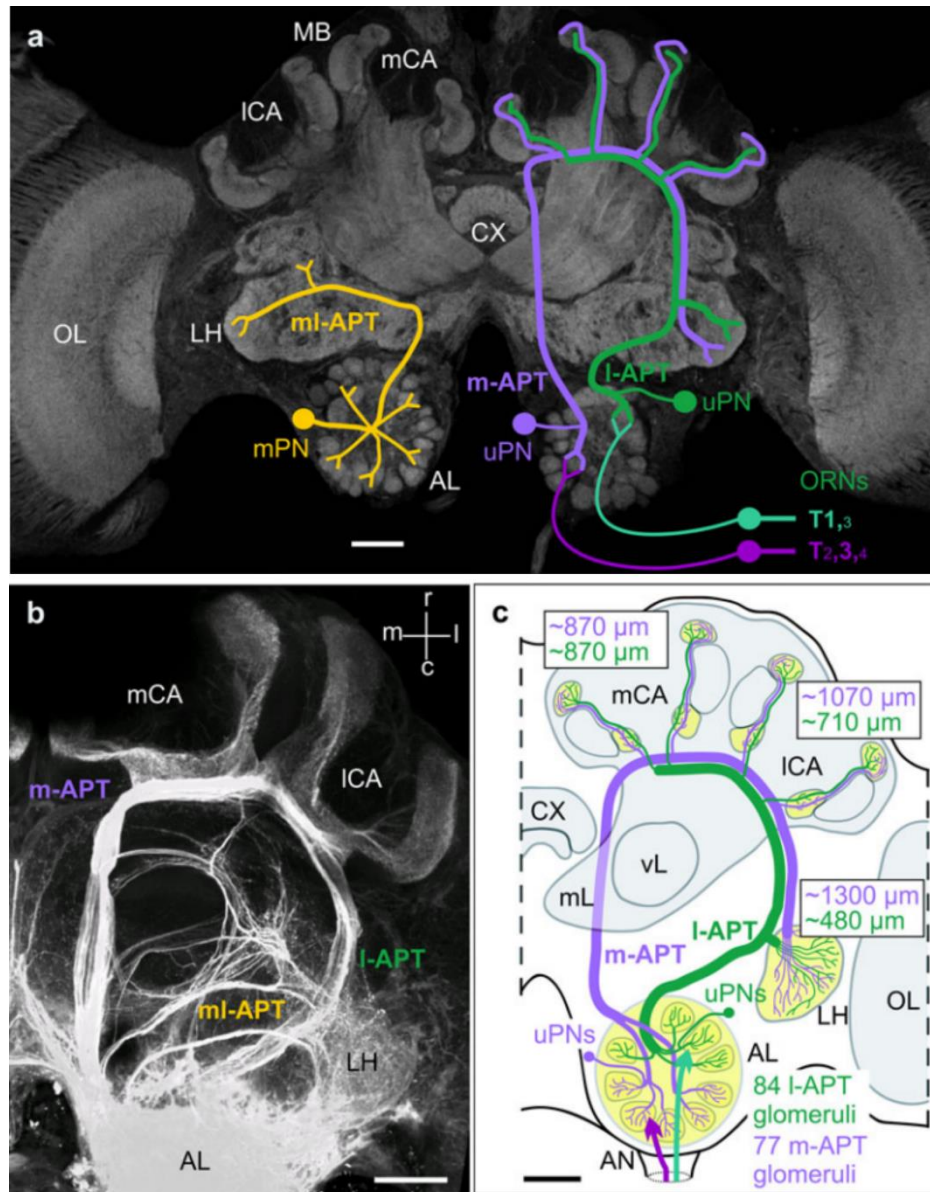 a
MB
mCA
lCA
CX
OL
LH
ml-APT
m-APT
l-APT
uPN
mPN
uPN
AL
ORNs
T1,3
T2,3,4
b
r
m l
c
mCA
lCA
m-APT
l-APT
ml-APT
LH
AL
c
~870 µm
~870 µm
mCA
~1070 µm
~710 µm
lCA
CX
vL
mL
~1300 µm
~480 µm
l-APT
m-APT
uPNs
LH
OL
uPNs
AL
84 l-APT
glomeruli
77 m-APT
glomeruli
AN